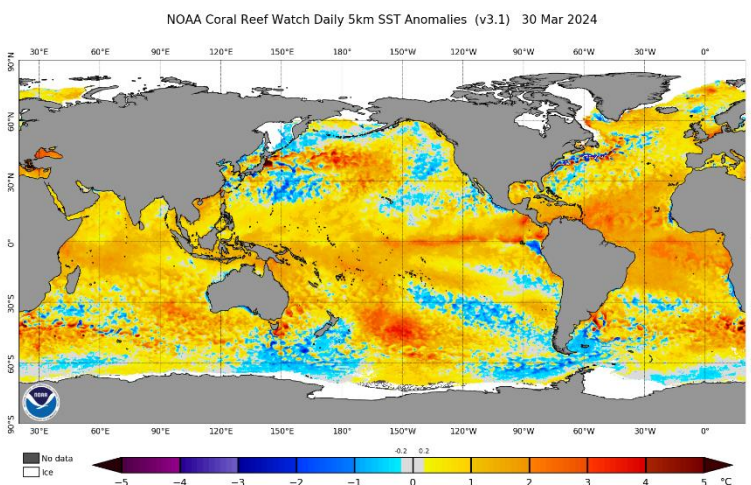 NOAA Coral Reef Watch Daily 5km SST Anomalies (v3.1) 30 Mar 2024
30°E 60°E 90°E 120°E 150°E 180° -150°W -120°W -90°W 60°W 30°W 0°
90°N
60°N
30°N
0°
30°S
60°S
90°S
NOAA
30°E 60°E 90°E 120°E 150°E 180° -150°W -120°W -90°W 60°W 30°W 0°
-0.2 0.2
No data
Ice
−5 −4 −3 −2 −1 0 1 2 3 4 5 °C